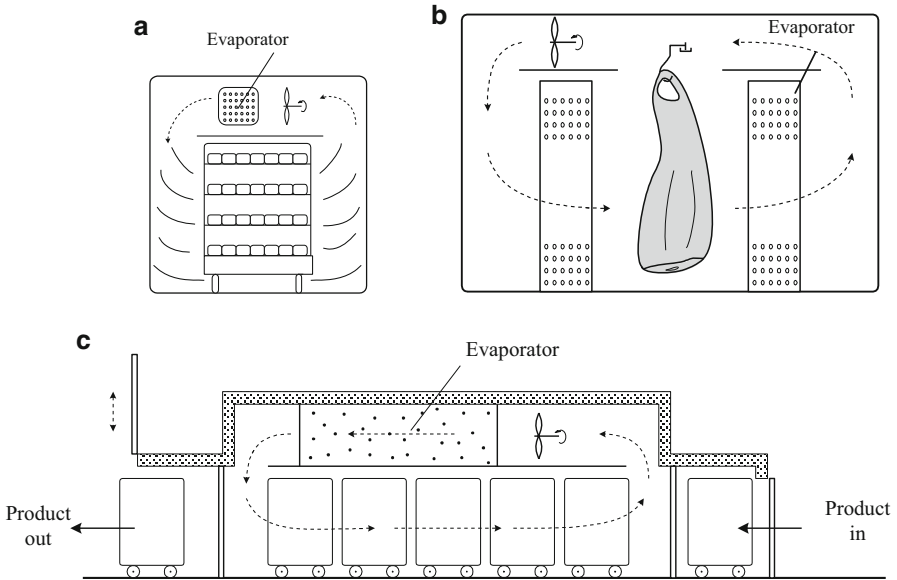 a
Evaporator
b
Evaporator
c
Evaporator
Product
out
Product
in